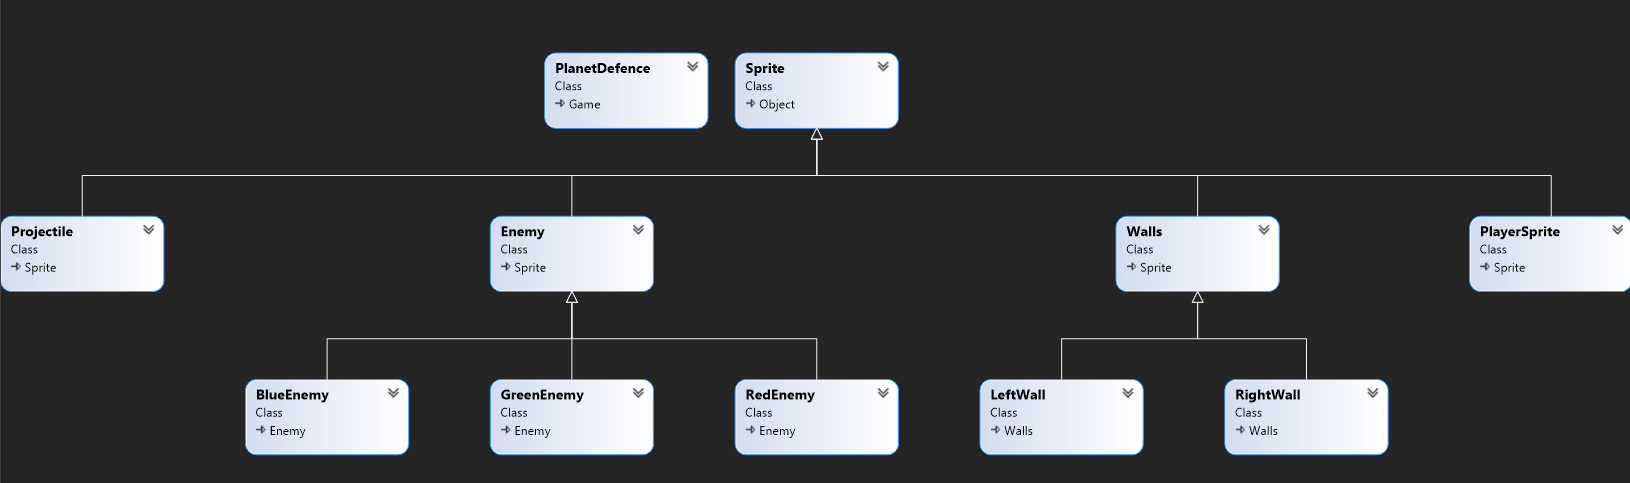 PlanetDefence
Class
Game
Sprite
Class
Object
Projectile
Class
Sprite
Enemy
Class
Sprite
Walls
Class
Sprite
PlayerSprite
Class
Sprite
BlueEnemy
Class
Enemy
GreenEnemy
Class
Enemy
RedEnemy
Class
Enemy
LeftWall
Class
Walls
RightWall
Class
Walls